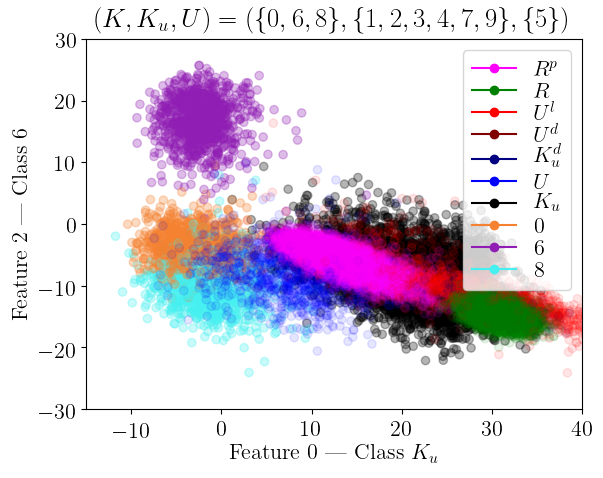 (K, K_u, U) = ({0, 6, 8}, {1, 2, 3, 4, 7, 9}, {5})
30
20
10
0
−10
−20
−30
Feature 2 — Class 6
R^p
R
U^l
U^d
K_u^d
U
K_u
0
6
8
−10
0
10
20
30
40
Feature 0 — Class K_u